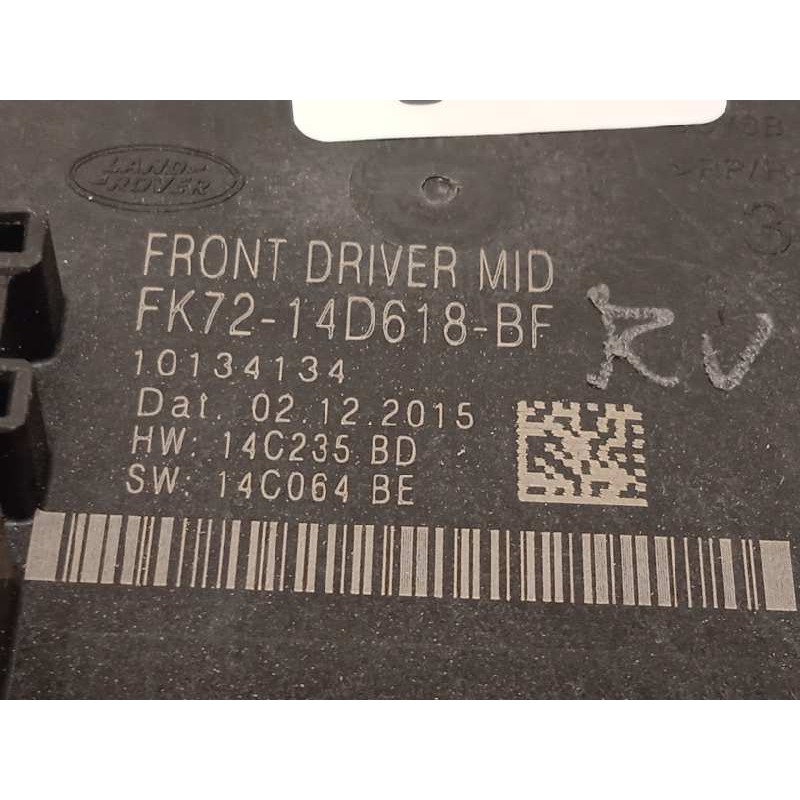 LAND
ROVER
FRONT DRIVER MID
FK72-14D618-BF
10134134
Dat. 02.12.2015
HW: 14C235 BD
SW: 14C064 BE
RV
3